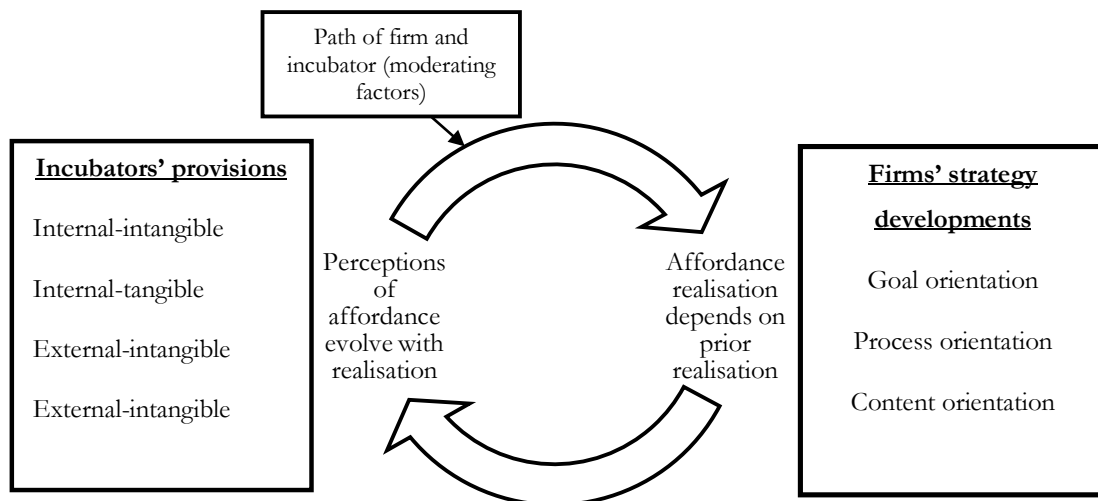 Path of firm and
incubator (moderating
factors)
Incubators’ provisions
Internal-intangible
Internal-tangible
External-intangible
External-intangible
Perceptions
of
affordance
evolve with
realisation
Affordance
realisation
depends on
prior
realisation
Firms’ strategy
developments
Goal orientation
Process orientation
Content orientation